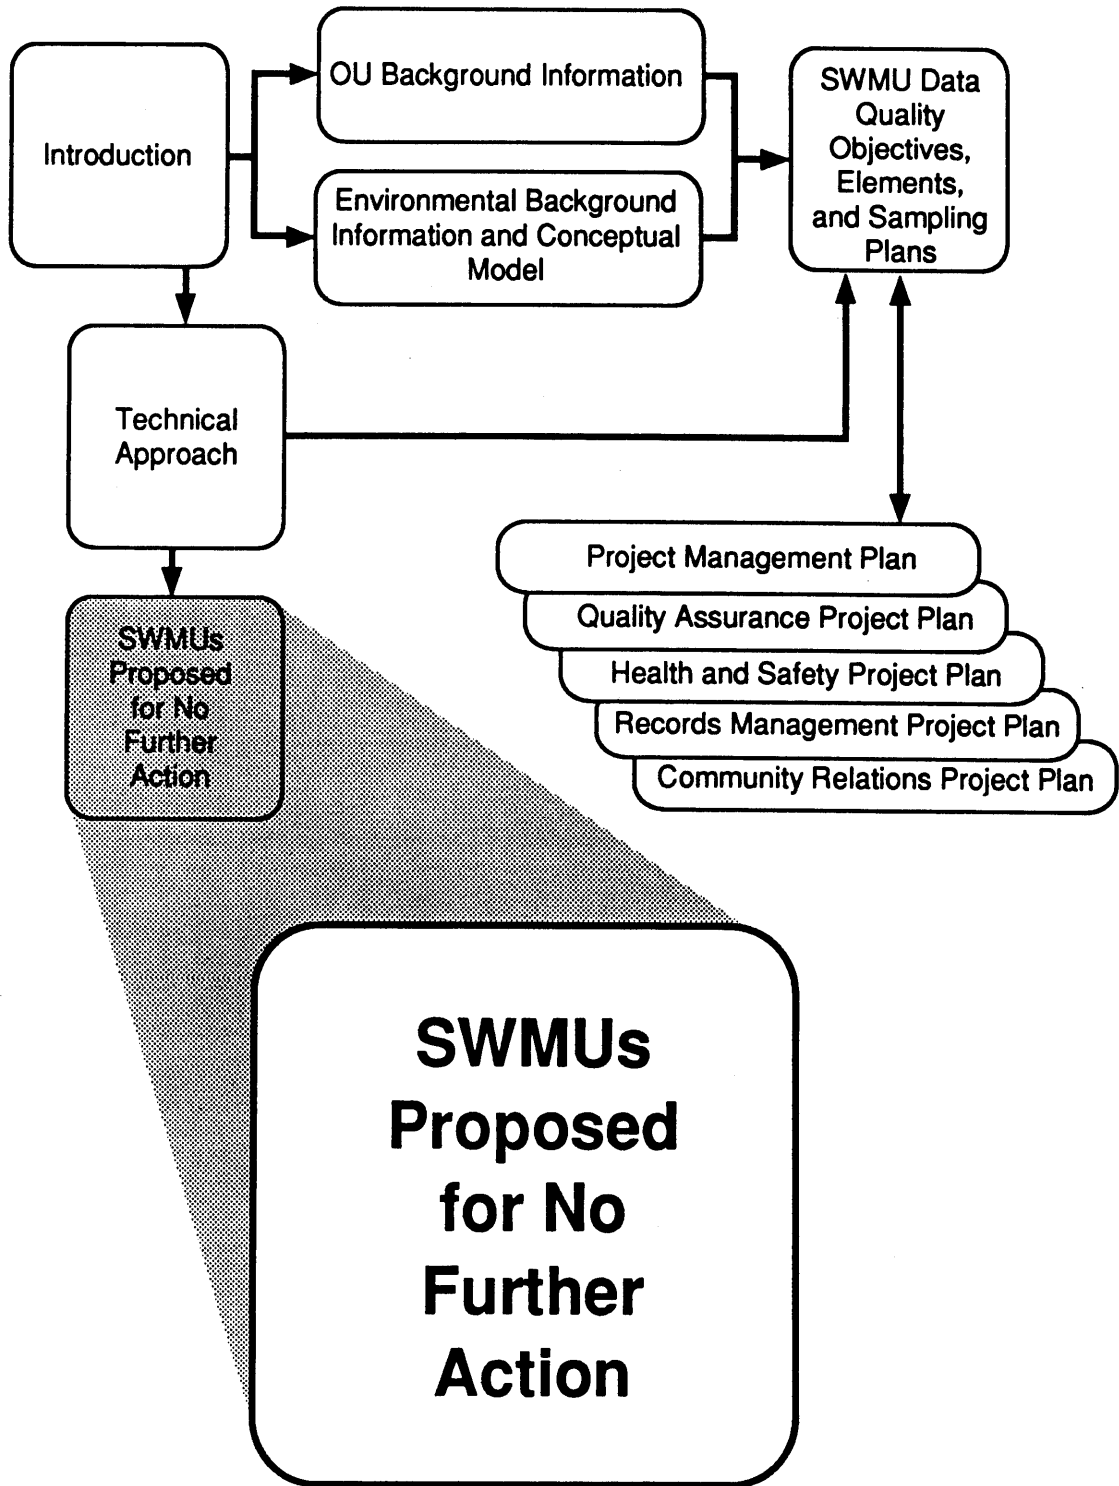 Introduction
OU Background Information
Environmental Background
Information and Conceptual
Model
SWMU Data
Quality
Objectives,
Elements,
and Sampling
Plans
Technical
Approach
SWMUs
Proposed
for No
Further
Action
Project Management Plan
Quality Assurance Project Plan
Health and Safety Project Plan
Records Management Project Plan
Community Relations Project Plan
SWMUs
Proposed
for No
Further
Action